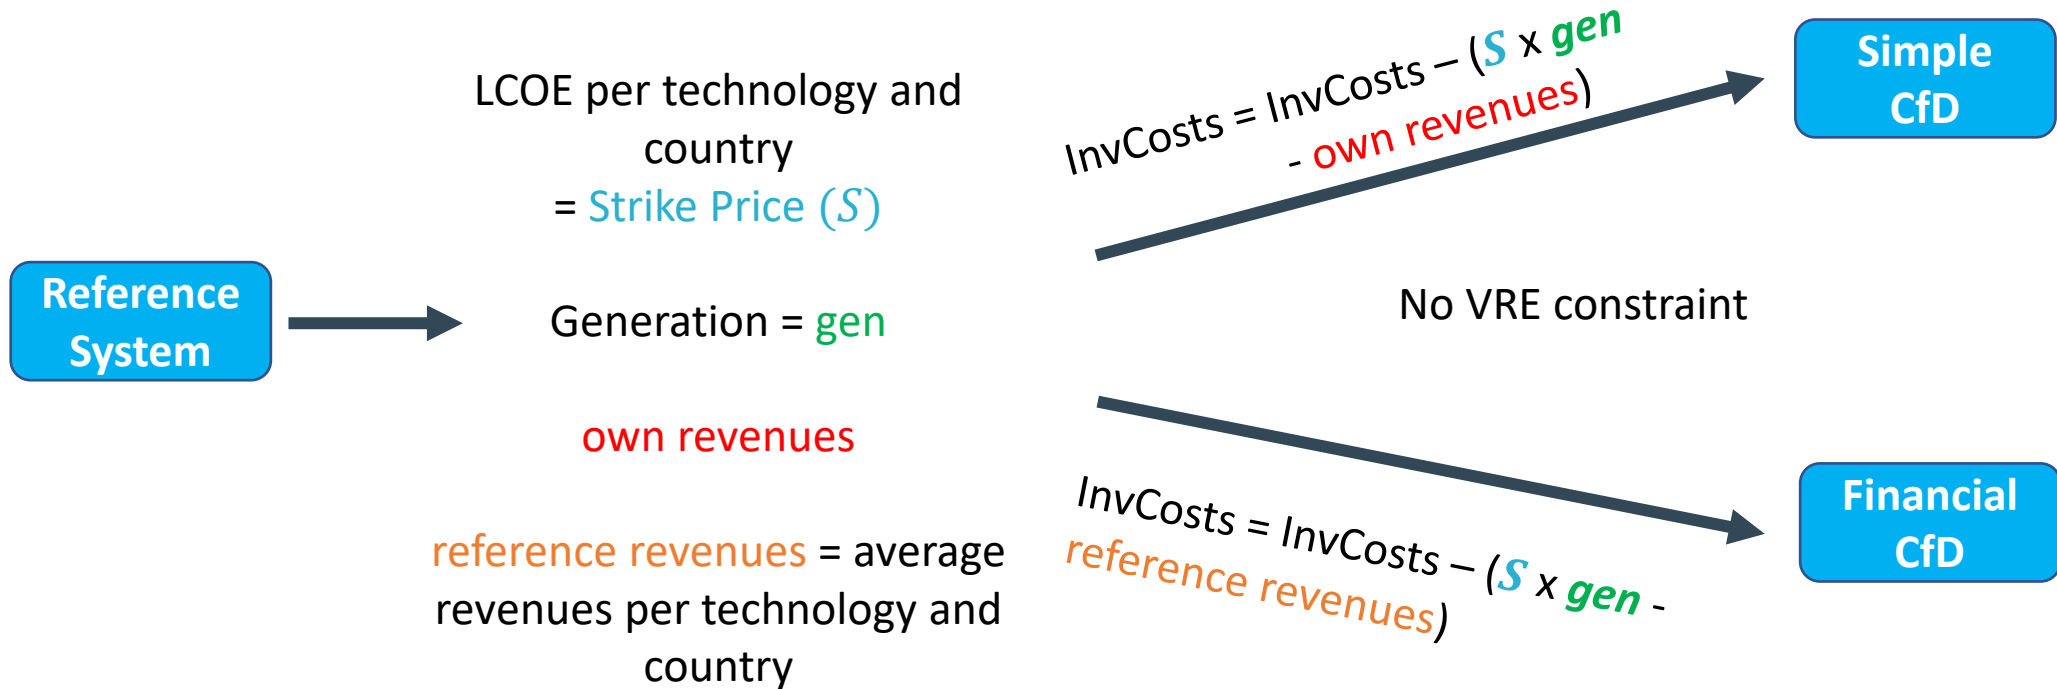 Reference
System
LCOE per technology and
country
= Strike Price (S)
Generation = gen
own revenues
reference revenues = average
revenues per technology and
country
InvCosts = InvCosts – (S x gen
- own revenues)
No VRE constraint
InvCosts = InvCosts – (S x gen -
reference revenues)
Simple
CfD
Financial
CfD